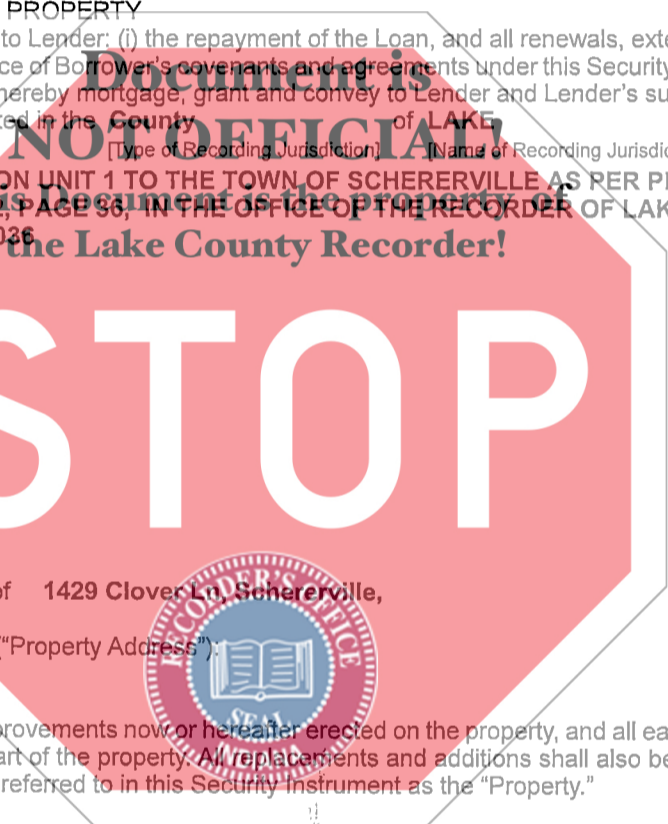 PROPERTY
to Lender: (i) the repayment of the Loan, and all renewals, exte
Document is
ce of Borrower's covenants and agreements under this Security
hereby mortgage, grant and convey to Lender and Lender's su
ted in the County of LAKE
NOT OFFICIAL!
[Type of Recording Jurisdiction] [Name of Recording Jurisdic
ON UNIT 1 TO THE TOWN OF SCHERERVILLE AS PER PL
is Document is the property of
PAGE 98, IN THE OFFICE OF THE RECORDER OF LAK
036
the Lake County Recorder!
STOP
of 1429 Clover Ln, Schererville,
RECORDER'S OFFICE
("Property Address"):
SEAL
provements now or hereafter erected on the property, and all ea
INDIANA
art of the property. All replacements and additions shall also be
referred to in this Security Instrument as the "Property."